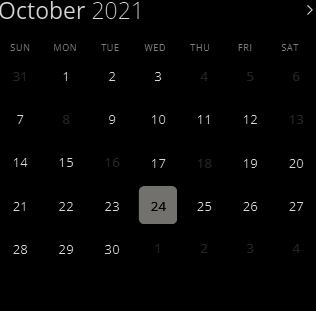 October 2021
SUN MON TUE WED THU FRI SAT
31 1 2 3 4 5 6
7 8 9 10 11 12 13
14 15 16 17 18 19 20
21 22 23 24 25 26 27
28 29 30 1 2 3 4